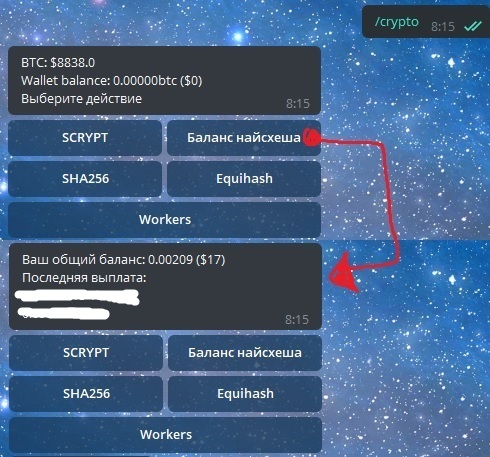 /crypto 8:15
BTC: $8838.0
Wallet balance: 0.00000btc ($0)
Выберите действие
8:15
SCRYPT
Баланс найсхеша
SHA256
Equihash
Workers
Ваш общий баланс: 0.00209 ($17)
Последняя выплата:
8:15
SCRYPT
Баланс найсхеша
SHA256
Equihash
Workers